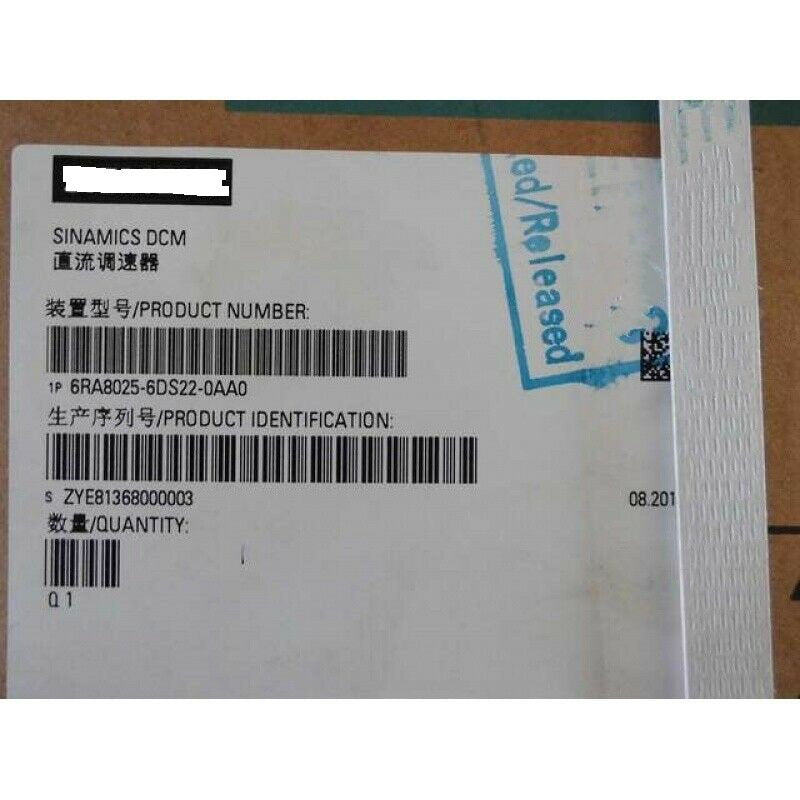 SINAMICS DCM
直流调速器
装置型号/PRODUCT NUMBER:
1P 6RA8025-6DS22-0AA0
生产序列号/PRODUCT IDENTIFICATION:
S ZYE81368000003
08.201
数量/QUANTITY:
Q 1
ed/Released